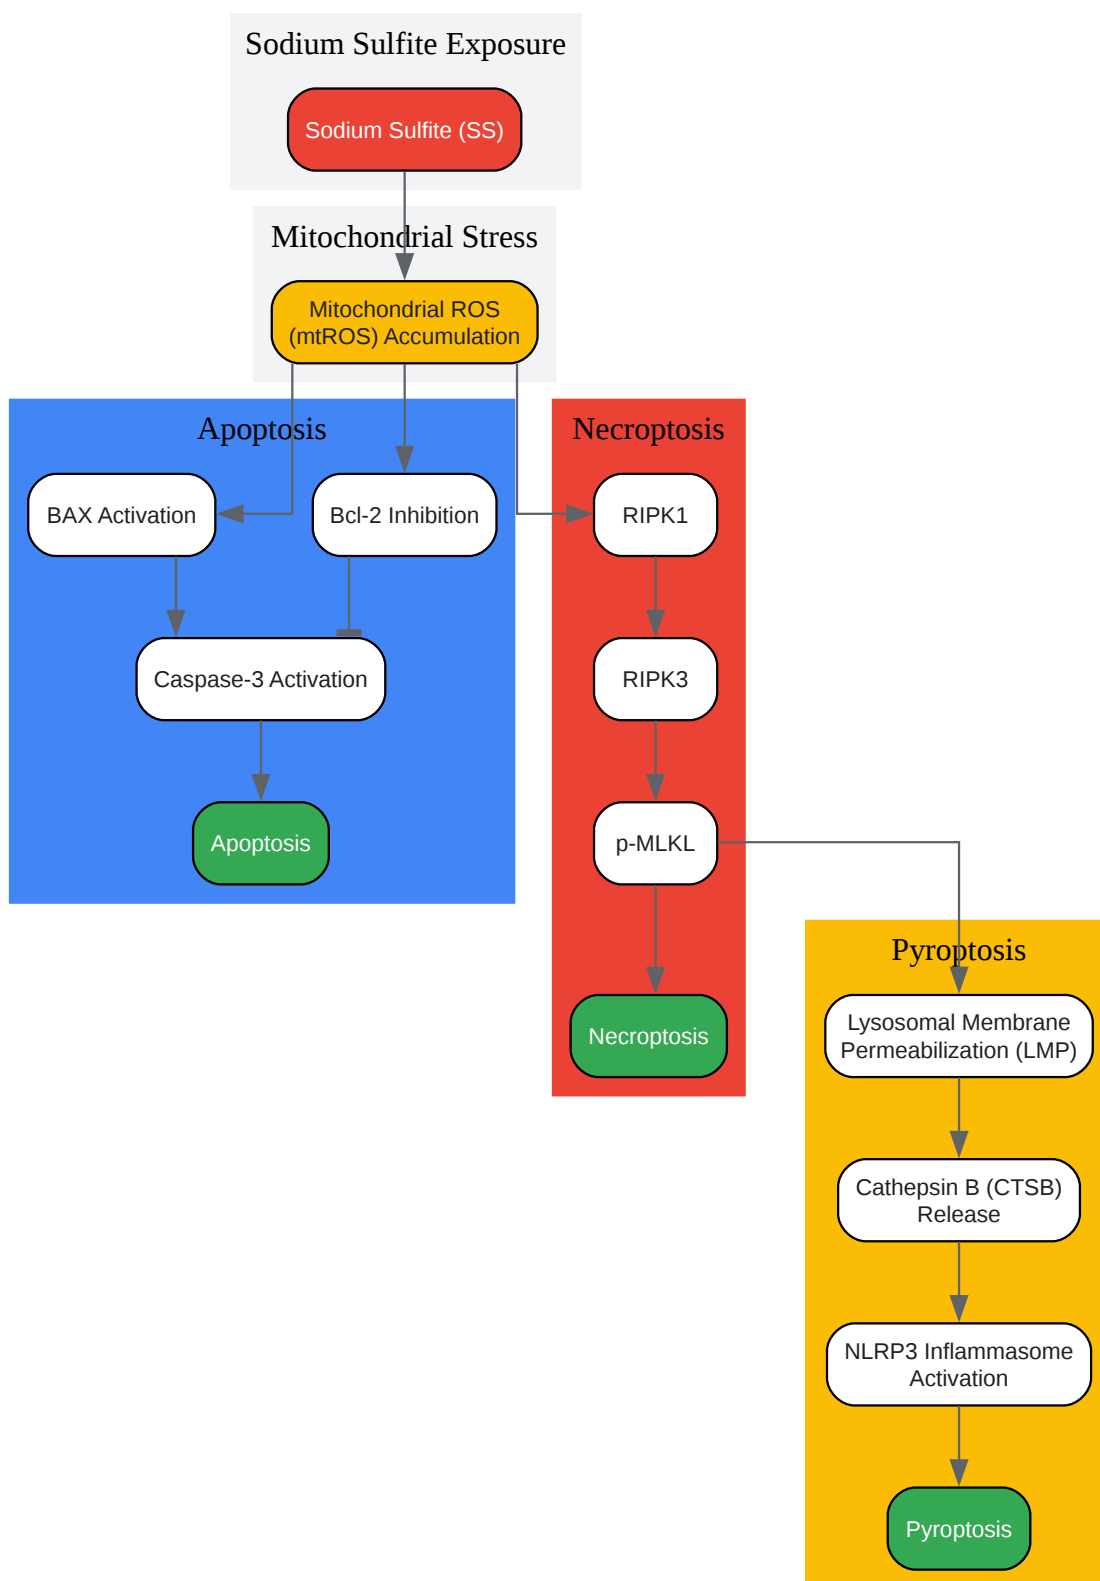 Sodium Sulfite Exposure
Sodium Sulfite (SS)
Mitochondrial Stress
Mitochondrial ROS
(mtROS) Accumulation
Apoptosis
BAX Activation
Bcl-2 Inhibition
Caspase-3 Activation
Apoptosis
Necroptosis
RIPK1
RIPK3
p-MLKL
Necroptosis
Pyroptosis
Lysosomal Membrane
Permeabilization (LMP)
Cathepsin B (CTSB)
Release
NLRP3 Inflammasome
Activation
Pyroptosis